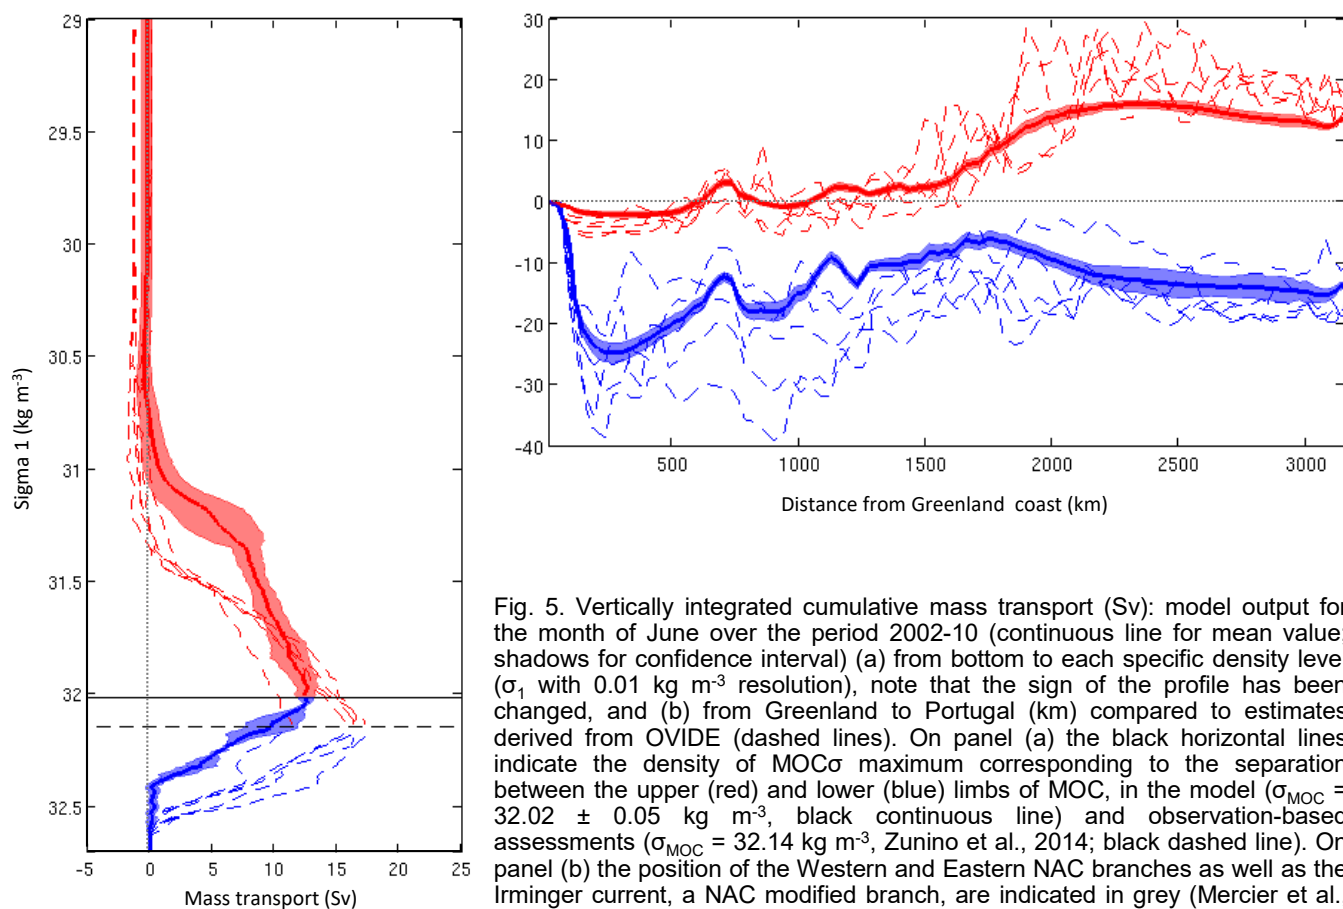 29
29.5
30
30.5
31
31.5
32
32.5
Sigma 1 (kg m-3)
-5
0
5
10
15
20
25
Mass transport (Sv)
30
20
10
0
-10
-20
-30
-40
500
1000
1500
2000
2500
3000
Distance from Greenland coast (km)
Fig. 5. Vertically integrated cumulative mass transport (Sv): model output for
the month of June over the period 2002-10 (continuous line for mean value
shadows for confidence interval) (a) from bottom to each specific density leve
(σ1 with 0.01 kg m-3 resolution), note that the sign of the profile has been
changed, and (b) from Greenland to Portugal (km) compared to estimates
derived from OVIDE (dashed lines). On panel (a) the black horizontal lines
indicate the density of MOCσ maximum corresponding to the separation
between the upper (red) and lower (blue) limbs of MOC, in the model (σMOC =
32.02 ± 0.05 kg m-3, black continuous line) and observation-based
assessments (σMOC = 32.14 kg m-3, Zunino et al., 2014; black dashed line). On
panel (b) the position of the Western and Eastern NAC branches as well as the
Irminger current, a NAC modified branch, are indicated in grey (Mercier et al.